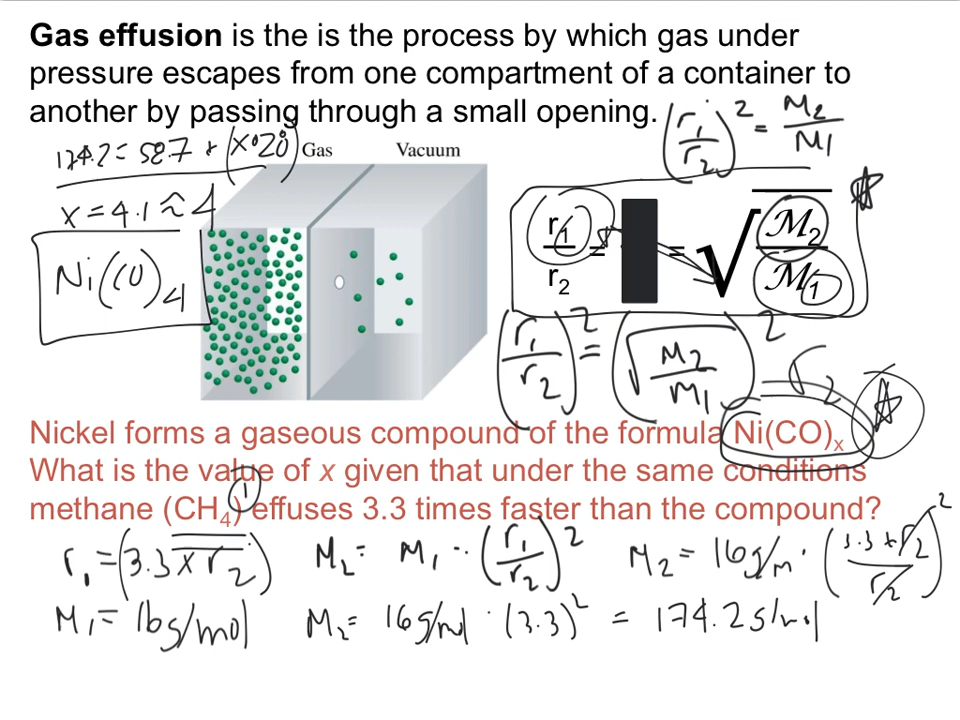 Gas effusion is the is the process by which gas under
pressure escapes from one compartment of a container to
another by passing through a small opening.
(r₁/r₂)² = M₂/M₁
174.2 = 58.7 + (x·28)
x = 4.1 ≈ 4
Ni(CO)₄
Gas Vacuum
r₁/r₂ = = √(M₂/M₁)
(r₁/r₂)² = (√(M₂/M₁))²
r₂
Nickel forms a gaseous compound of the formula Ni(CO)ₓ
What is the value of x given that under the same conditions
methane (CH₄) effuses 3.3 times faster than the compound?
1
r₁ = (3.3 x r₂) M₂ = M₁ · (r₁/r₂)² M₂ = 16g/m · (3.3 x r₂/r₂)²
M₁ = 16g/mol M₂ = 16 g/mol · (3.3)² = 174.2 g/mol